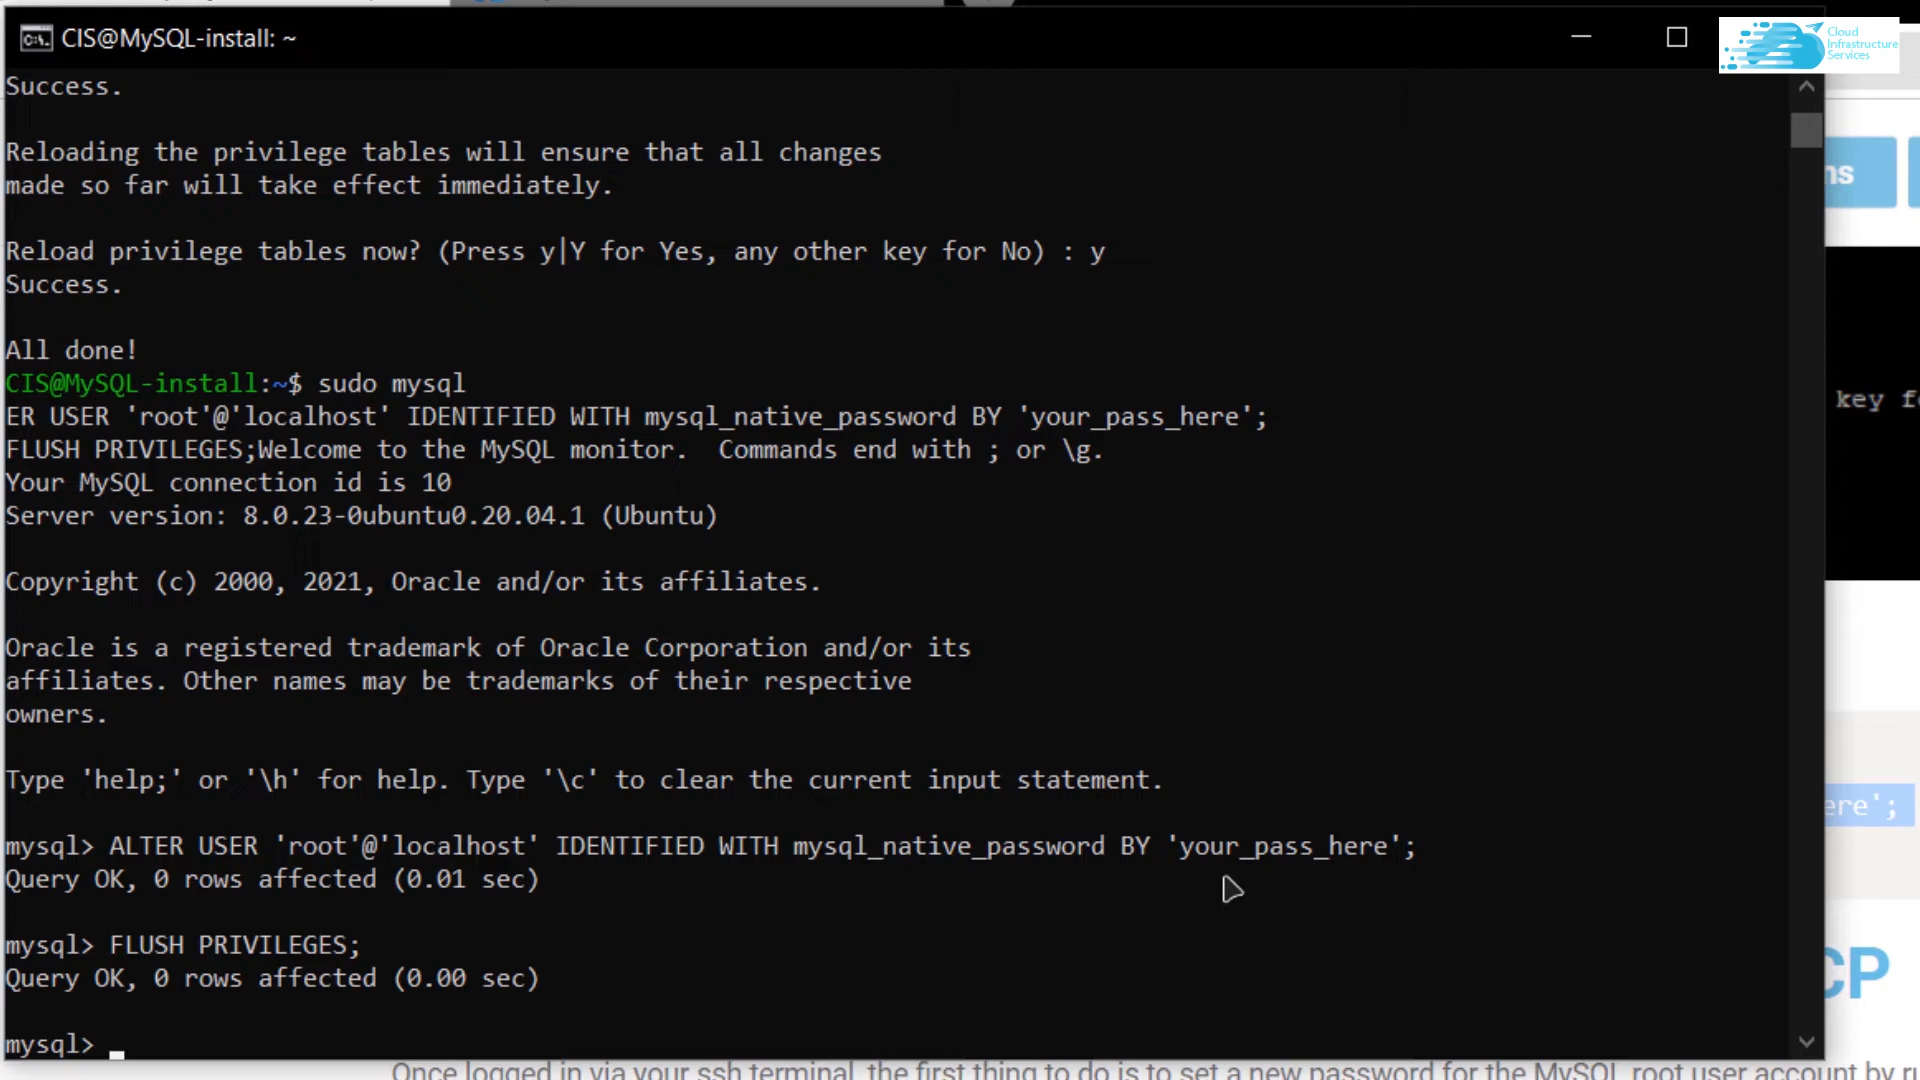 CIS@MySQL-install: ~
Cloud
Infrastructure
Services
Success.
Reloading the privilege tables will ensure that all changes
made so far will take effect immediately.
ns
Reload privilege tables now? (Press y|Y for Yes, any other key for No) : y
Success.
All done!
CIS@MySQL-install:~$ sudo mysql
key f
ER USER 'root'@'localhost' IDENTIFIED WITH mysql_native_password BY 'your_pass_here';
FLUSH PRIVILEGES;Welcome to the MySQL monitor.  Commands end with ; or \g.
Your MySQL connection id is 10
Server version: 8.0.23-0ubuntu0.20.04.1 (Ubuntu)
Copyright (c) 2000, 2021, Oracle and/or its affiliates.
Oracle is a registered trademark of Oracle Corporation and/or its
affiliates. Other names may be trademarks of their respective
owners.
Type 'help;' or '\h' for help. Type '\c' to clear the current input statement.
ere';
mysql> ALTER USER 'root'@'localhost' IDENTIFIED WITH mysql_native_password BY 'your_pass_here';
Query OK, 0 rows affected (0.01 sec)
mysql> FLUSH PRIVILEGES;
Query OK, 0 rows affected (0.00 sec)
CP
mysql>
Once logged in via your ssh terminal, the first thing to do is to set a new password for the MySQL root user account by ru